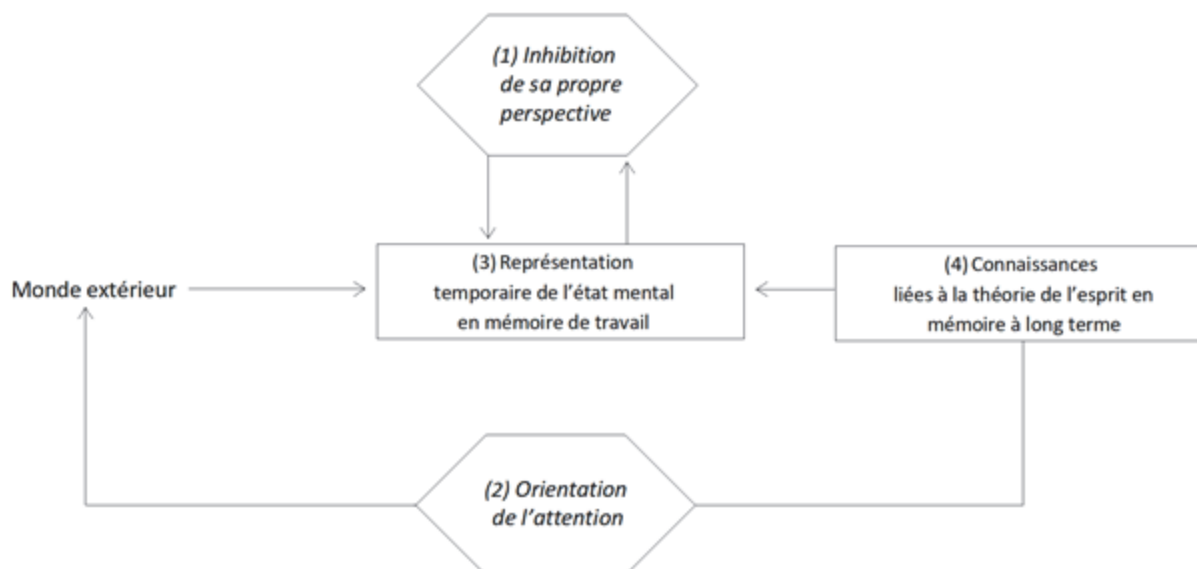 (1) Inhibition
de sa propre
perspective
(3) Représentation
temporaire de l'état mental
en mémoire de travail
Monde extérieur
(4) Connaissances
liées à la théorie de l'esprit en
mémoire à long terme
(2) Orientation
de l'attention